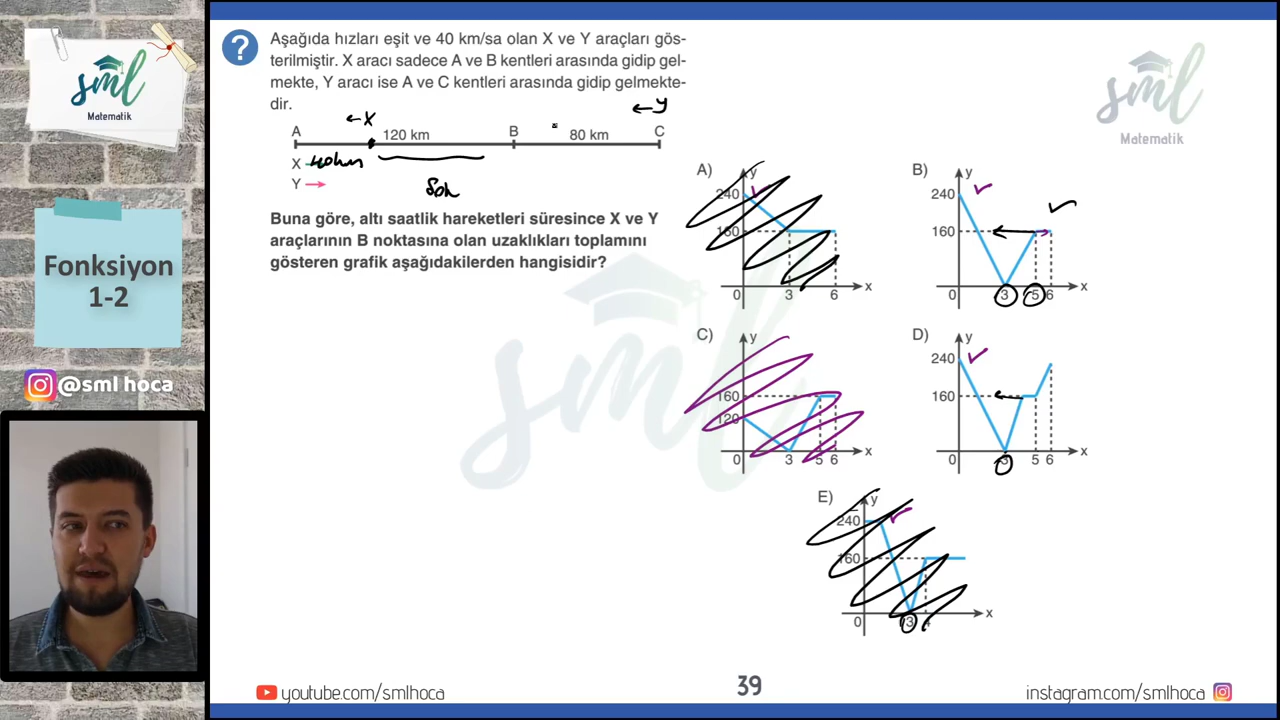 sml
Matematik
Fonksiyon
1-2
@sml hoca
?
Aşağıda hızları eşit ve 40 km/sa olan X ve Y araçları gös-
terilmiştir. X aracı sadece A ve B kentleri arasında gidip gel-
mekte, Y aracı ise A ve C kentleri arasında gidip gelmekte-
dir.
← X
← Y
A 120 km B 80 km C
X
Y
Buna göre, altı saatlik hareketleri süresince X ve Y
araçlarının B noktasına olan uzaklıkları toplamını
gösteren grafik aşağıdakilerden hangisidir?
sml
Matematik
A)
y
240
160
0 3 6 x
B)
y
240
160
0 3 5 6 x
C)
y
160
120
0 3 5 6 x
D)
y
240
160
0 3 5 6 x
E)
y
240
160
0 3 4 x
sml
youtube.com/smlhoca
39
instagram.com/smlhoca